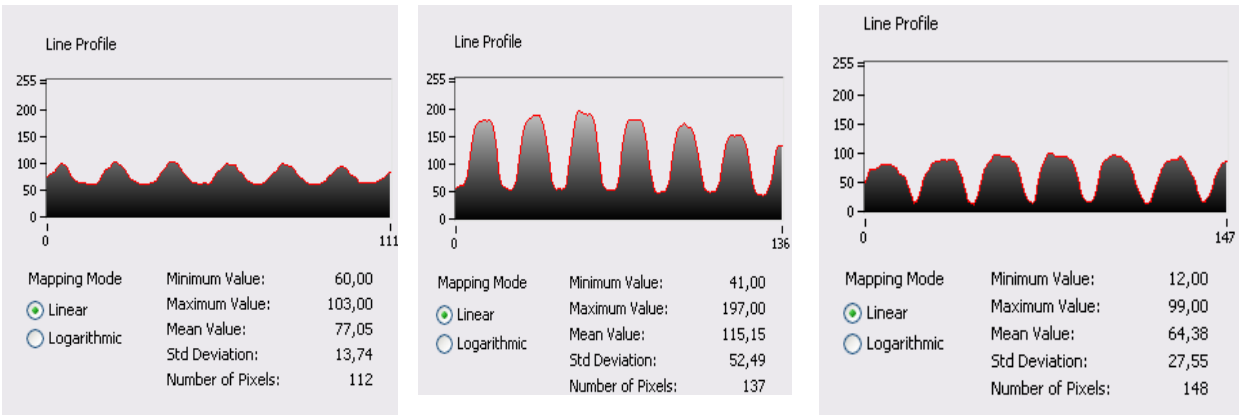 Line Profile
255
200
150
100
50
0
0 111
Mapping Mode Minimum Value: 60,00
Linear Maximum Value: 103,00
Mean Value: 77,05
Logarithmic Std Deviation: 13,74
Number of Pixels: 112
Line Profile
255
200
150
100
50
0
0 136
Mapping Mode Minimum Value: 41,00
Linear Maximum Value: 197,00
Mean Value: 115,15
Logarithmic Std Deviation: 52,49
Number of Pixels: 137
Line Profile
255
200
150
100
50
0
0 147
Mapping Mode Minimum Value: 12,00
Linear Maximum Value: 99,00
Mean Value: 64,38
Logarithmic Std Deviation: 27,55
Number of Pixels: 148